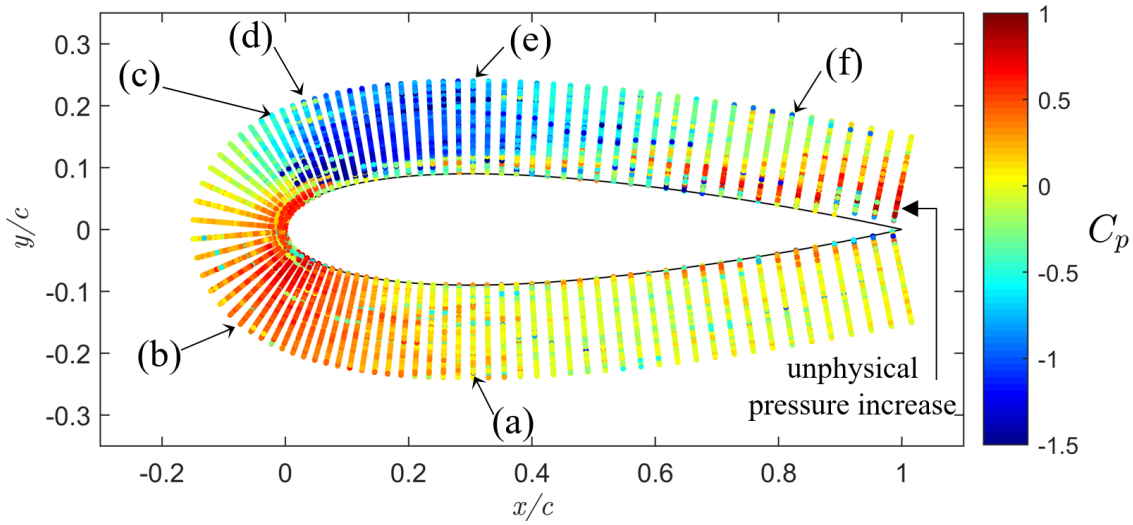 (d)
(e)
(c)
(f)
(b)
(a)
unphysical
pressure increase
0.3
0.2
0.1
0
-0.1
-0.2
-0.3
y/c
-0.2
0
0.2
0.4
0.6
0.8
1
x/c
1
0.5
0
-0.5
-1
-1.5
Cp